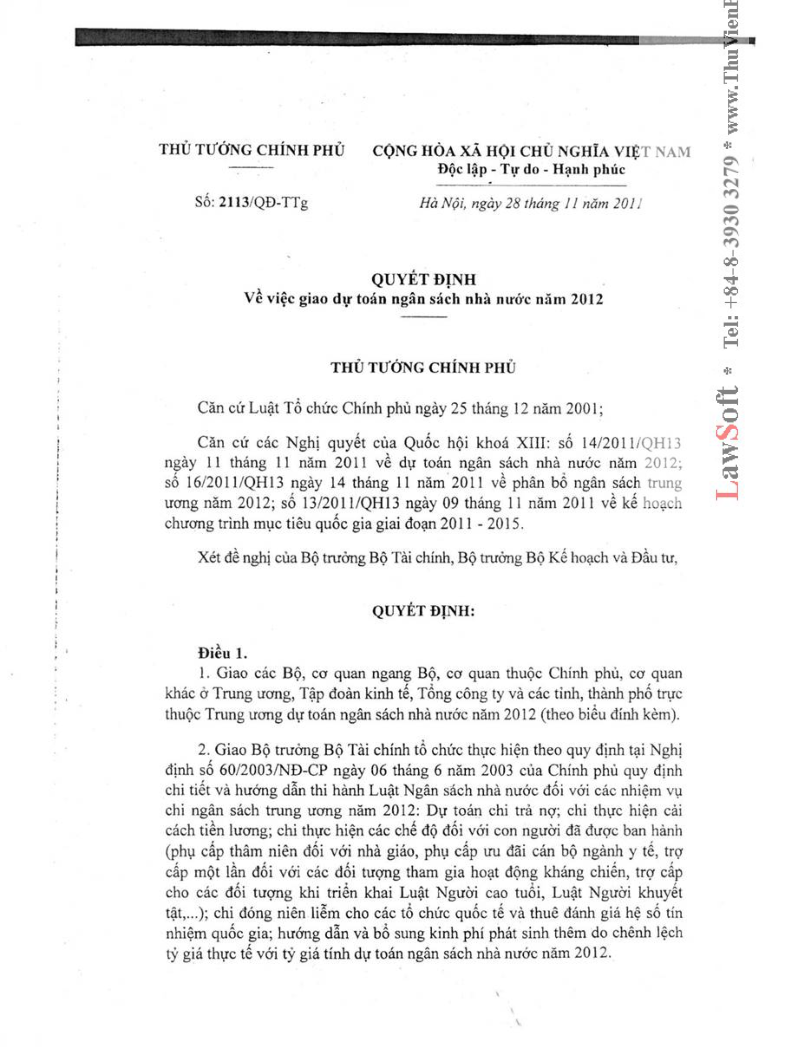 THỦ TƯỚNG CHÍNH PHỦ
CỘNG HÒA XÃ HỘI CHỦ NGHĨA VIỆT NAM
Độc lập - Tự do - Hạnh phúc
Số: 2113/QĐ-TTg
Hà Nội, ngày 28 tháng 11 năm 2011
QUYẾT ĐỊNH
Về việc giao dự toán ngân sách nhà nước năm 2012
THỦ TƯỚNG CHÍNH PHỦ
Căn cứ Luật Tổ chức Chính phủ ngày 25 tháng 12 năm 2001;
Căn cứ các Nghị quyết của Quốc hội khoá XIII: số 14/2011/QH13
ngày 11 tháng 11 năm 2011 về dự toán ngân sách nhà nước năm 2012;
số 16/2011/QH13 ngày 14 tháng 11 năm 2011 về phân bổ ngân sách trung
ương năm 2012; số 13/2011/QH13 ngày 09 tháng 11 năm 2011 về kế hoạch
chương trình mục tiêu quốc gia giai đoạn 2011 - 2015.
Xét đề nghị của Bộ trưởng Bộ Tài chính, Bộ trưởng Bộ Kế hoạch và Đầu tư,
QUYẾT ĐỊNH:
Điều 1.
1. Giao các Bộ, cơ quan ngang Bộ, cơ quan thuộc Chính phủ, cơ quan
khác ở Trung ương, Tập đoàn kinh tế, Tổng công ty và các tỉnh, thành phố trực
thuộc Trung ương dự toán ngân sách nhà nước năm 2012 (theo biểu đính kèm).
2. Giao Bộ trưởng Bộ Tài chính tổ chức thực hiện theo quy định tại Nghị
định số 60/2003/NĐ-CP ngày 06 tháng 6 năm 2003 của Chính phủ quy định
chi tiết và hướng dẫn thi hành Luật Ngân sách nhà nước đối với các nhiệm vụ
chi ngân sách trung ương năm 2012: Dự toán chi trả nợ; chi thực hiện cải
cách tiền lương; chi thực hiện các chế độ đối với con người đã được ban hành
(phụ cấp thâm niên đối với nhà giáo, phụ cấp ưu đãi cán bộ ngành y tế, trợ
cấp một lần đối với các đối tượng tham gia hoạt động kháng chiến, trợ cấp
cho các đối tượng khi triển khai Luật Người cao tuổi, Luật Người khuyết
tật,...); chi đóng niên liễm cho các tổ chức quốc tế và thuê đánh giá hệ số tín
nhiệm quốc gia; hướng dẫn và bổ sung kinh phí phát sinh thêm do chênh lệch
tỷ giá thực tế với tỷ giá tính dự toán ngân sách nhà nước năm 2012.
LawSoft * Tel: +84-8-3930 3279 * www.ThuVien